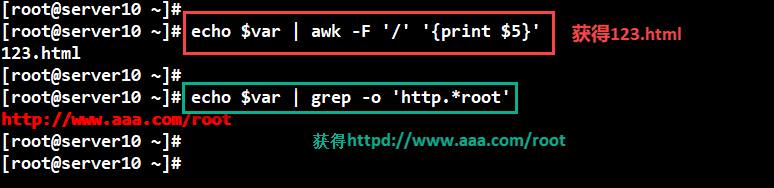 [root@server10 ~]#
[root@server10 ~]# echo $var | awk -F '/' '{print $5}' 获得123.html
123.html
[root@server10 ~]#
[root@server10 ~]# echo $var | grep -o 'http.*root'
http://www.aaa.com/root
[root@server10 ~]# 获得httpd://www.aaa.com/root
[root@server10 ~]#